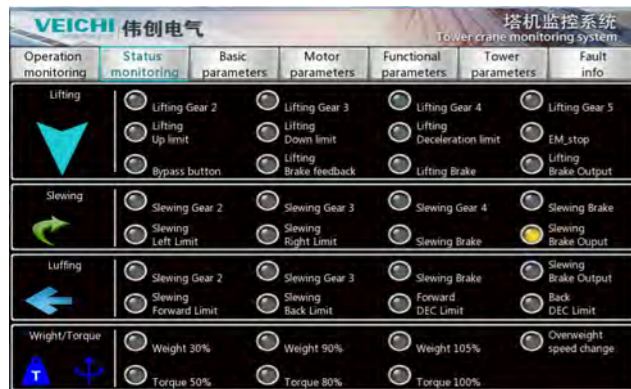 VEICHI 伟创电气
塔机监控系统
Tower crane monitoring system
Operation monitoring
Status monitoring
Basic parameters
Motor parameters
Functional parameters
Tower parameters
Fault info
Lifting
Lifting Gear 2
Lifting Gear 3
Lifting Gear 4
Lifting Gear 5
Lifting
Up limit
Lifting
Down limit
Lifting
Deceleration limit
EM_stop
Bypass button
Lifting
Brake feedback
Lifting Brake
Lifting
Brake Output
Slewing
Slewing Gear 2
Slewing Gear 3
Slewing Gear 4
Slewing Brake
Slewing
Left Limit
Slewing
Right Limit
Slewing Brake
Slewing
Brake Ouput
Luffing
Slewing Gear 2
Slewing Gear 3
Slewing Brake
Slewing
Brake Output
Slewing
Forward Limit
Slewing
Back Limit
Forward
DEC Limit
Back
DEC Limit
Wright/Torque
T
Weight 30%
Weight 90%
Weight 105%
Overweight
speed change
Torque 50%
Torque 80%
Torque 100%